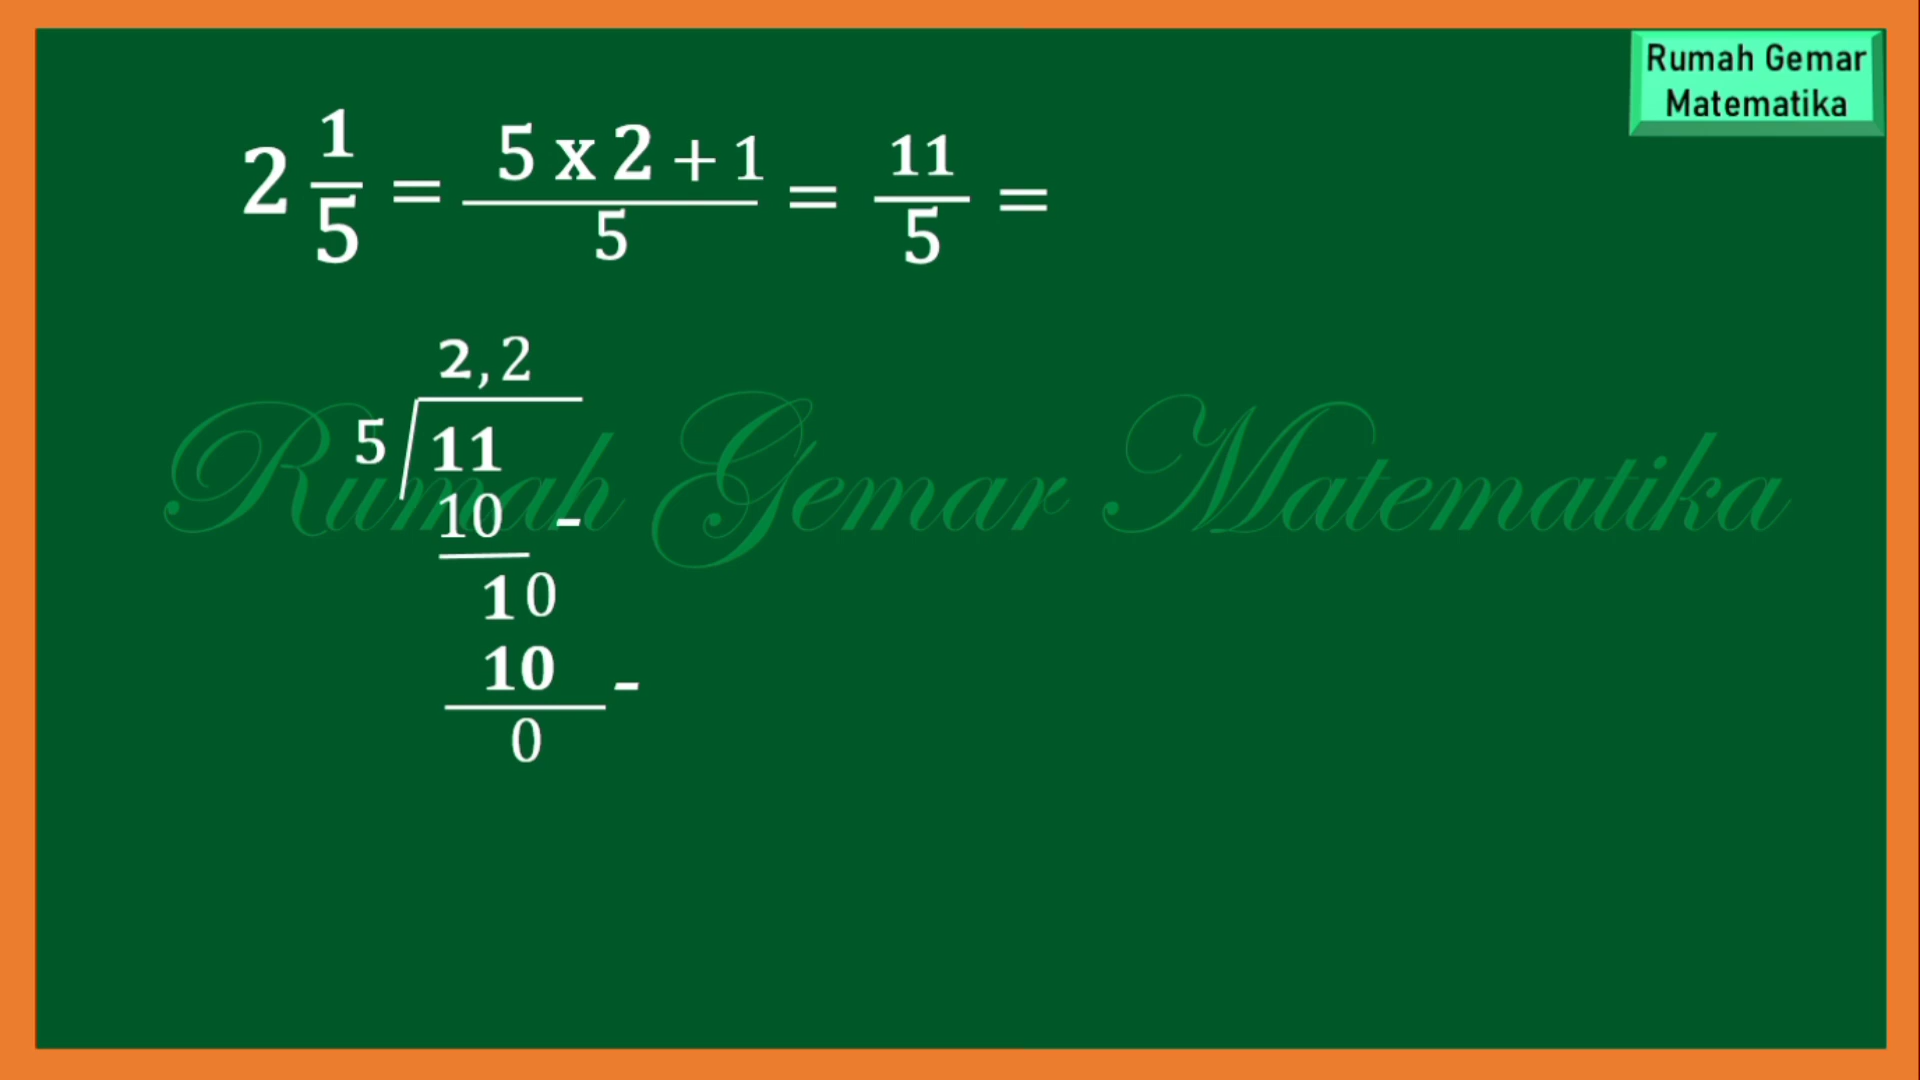 Rumah Gemar
Matematika
2 1/5 = 5 x 2 + 1 / 5 = 11/5 =
2,2
5 11
10 -
10
10 -
0
Rumah Gemar Matematika